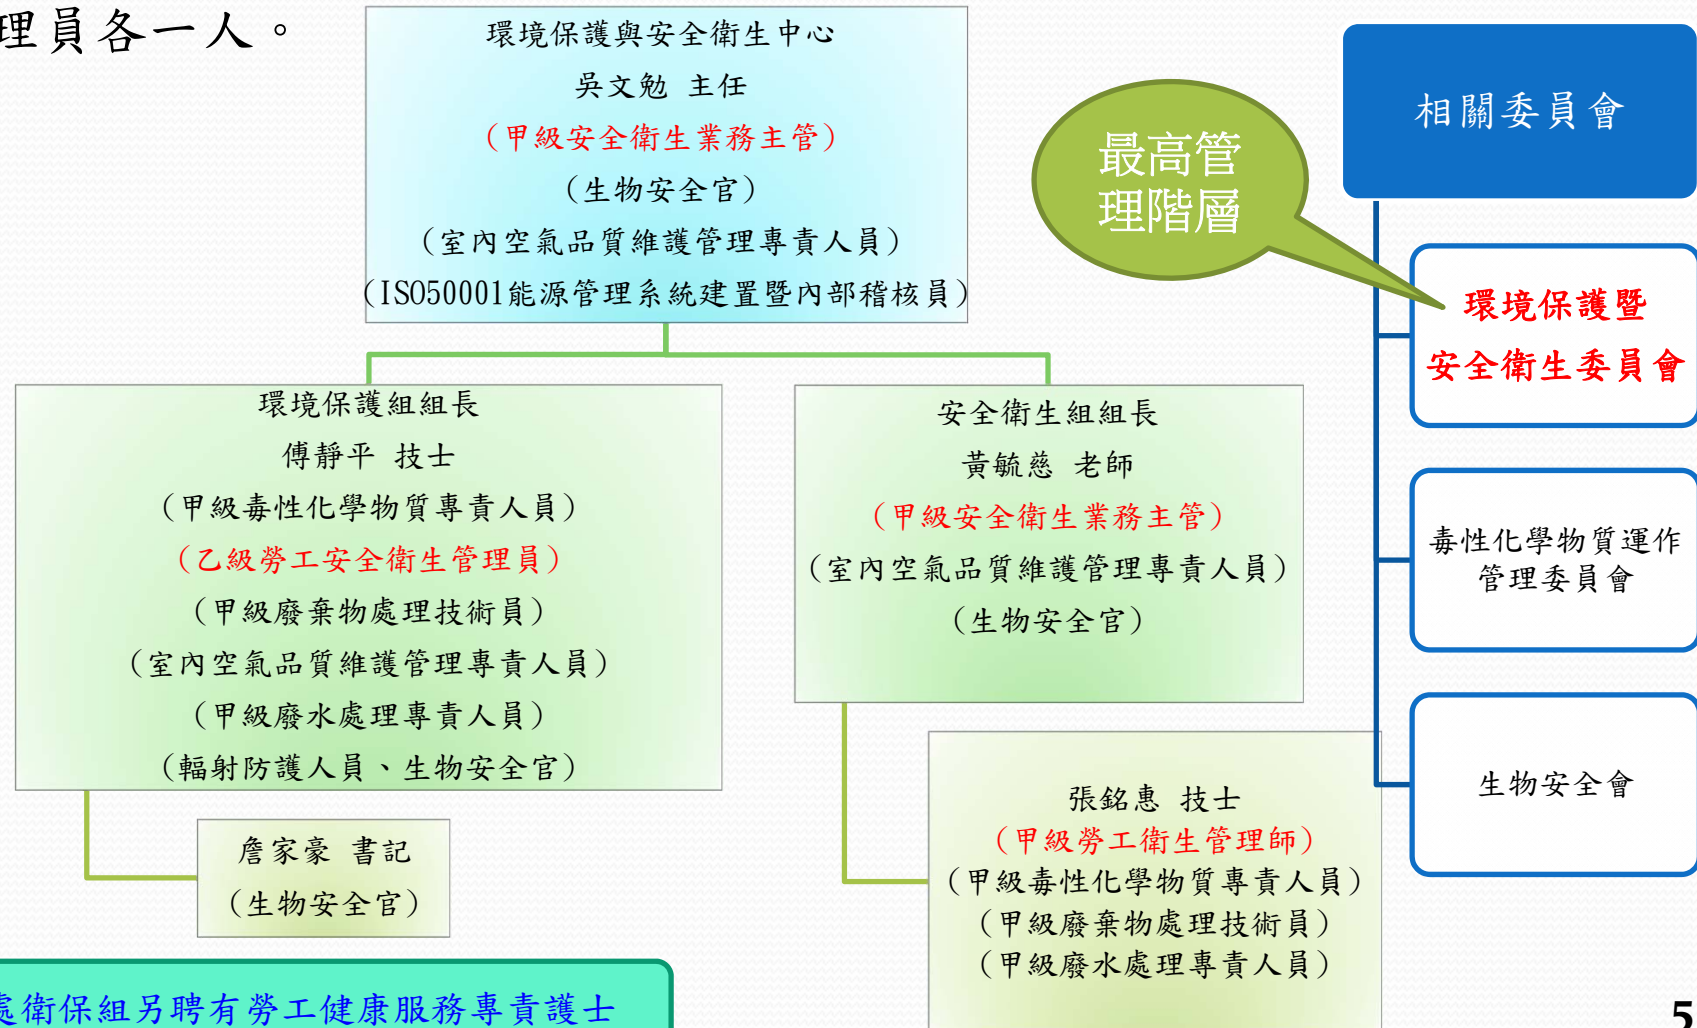 理員各一人。
環境保護與安全衛生中心
吳文勉 主任
(甲級安全衛生業務主管)
(生物安全官)
(室內空氣品質維護管理專責人員)
(ISO50001能源管理系統建置暨內部稽核員)
環境保護組組長
傅靜平 技士
(甲級毒性化學物質專責人員)
(乙級勞工安全衛生管理員)
(甲級廢棄物處理技術員)
(室內空氣品質維護管理專責人員)
(甲級廢水處理專責人員)
(輻射防護人員、生物安全官)
詹家豪 書記
(生物安全官)
安全衛生組組長
黃毓慈 老師
(甲級安全衛生業務主管)
(室內空氣品質維護管理專責人員)
(生物安全官)
張銘惠 技士
(甲級勞工衛生管理師)
(甲級毒性化學物質專責人員)
(甲級廢棄物處理技術員)
(甲級廢水處理專責人員)
最高管
理階層
相關委員會
環境保護暨
安全衛生委員會
毒性化學物質運作
管理委員會
生物安全會
處衛保組另聘有勞工健康服務專責護士
5